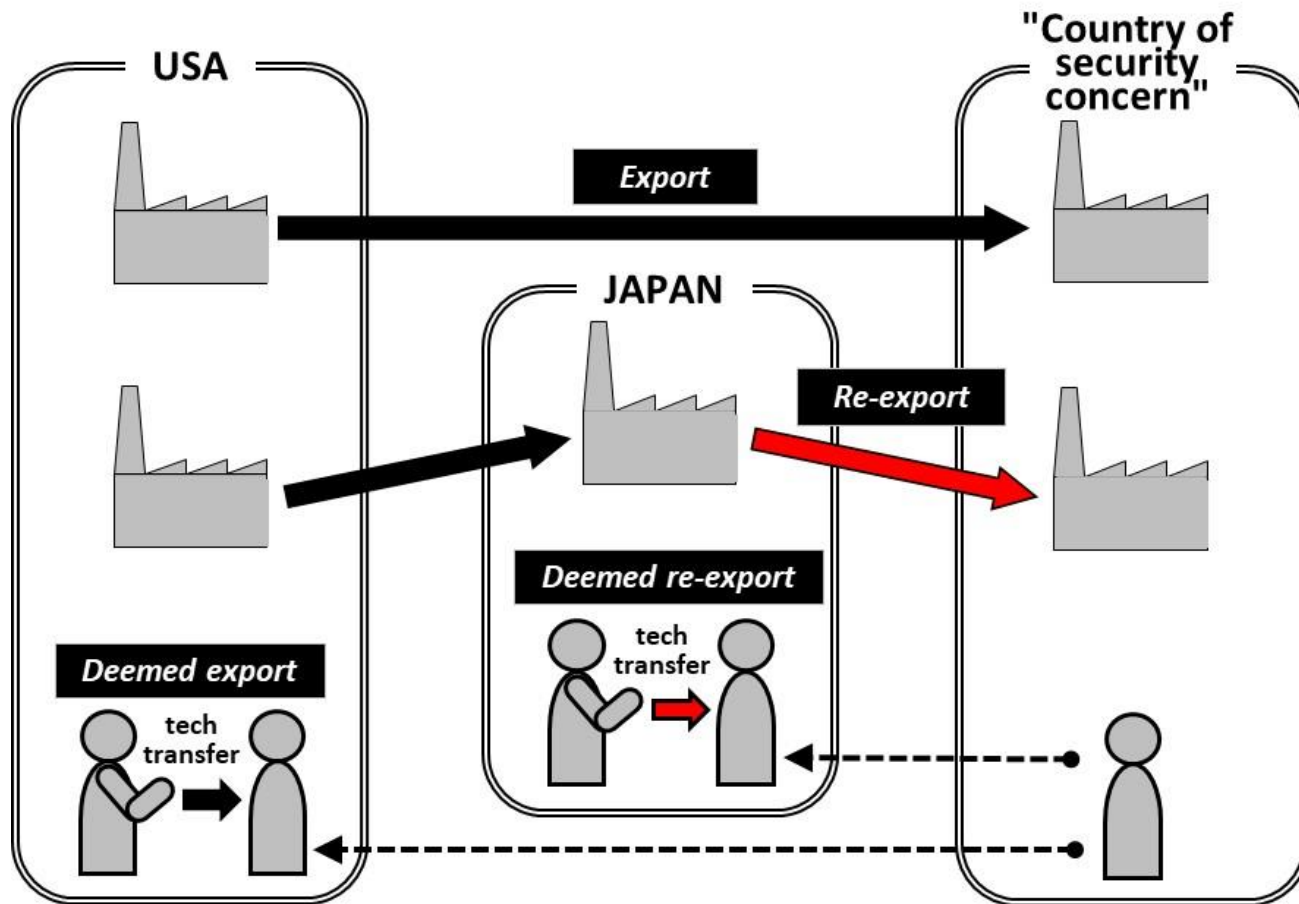 USA
"Country of
security
concern"
Export
JAPAN
Re-export
Deemed re-export
tech
transfer
Deemed export
tech
transfer